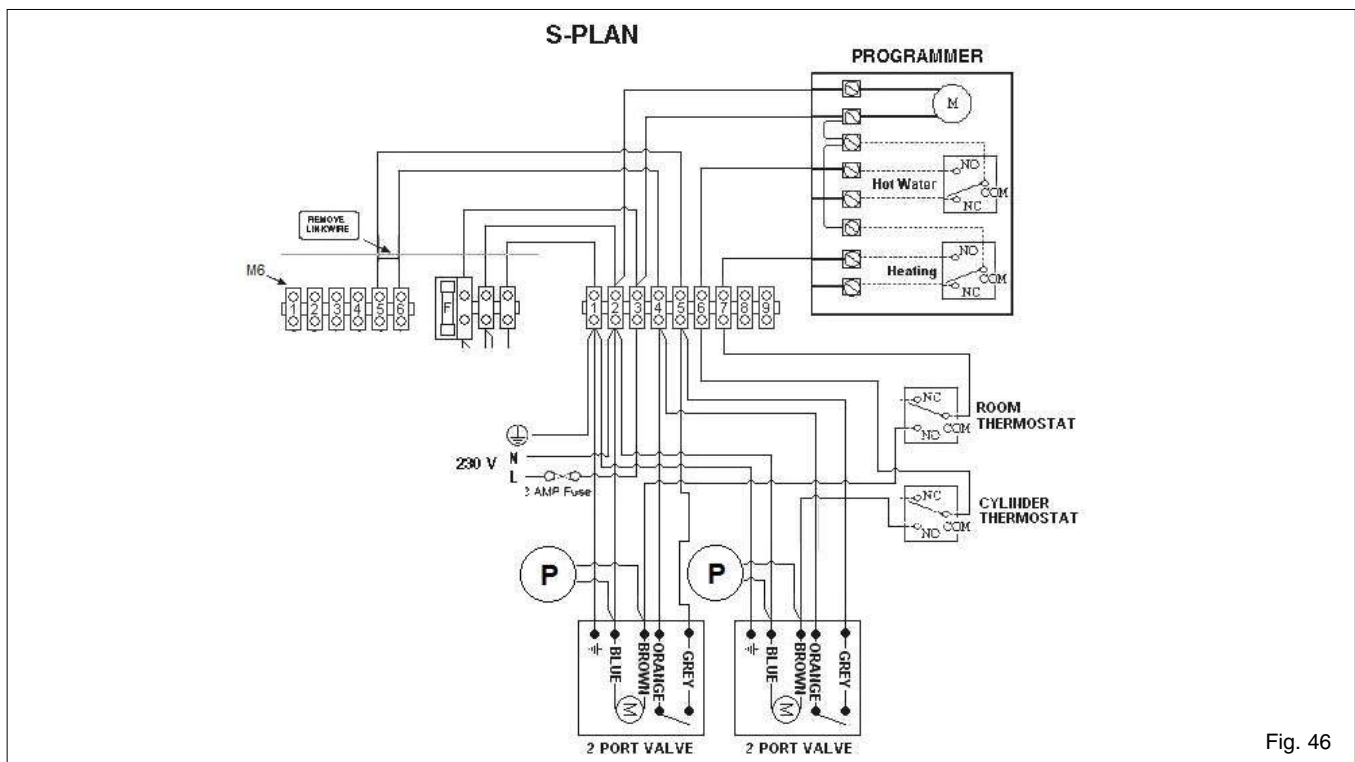 S-PLAN
PROGRAMMER
M
NO
Hot Water
COM
NC
REMOVE
LINKWIRE
NO
Heating
COM
NC
M6
1 2 3 4 5 6
F
1 2 3 4 5 6 7 8 9
NC
ROOM
THERMOSTAT
COM
NO
230 V
N
L
AMP Fuse
NC
CYLINDER
THERMOSTAT
COM
NO
P
P
BLUE
BROWN
ORANGE
GREY
M
2 PORT VALVE
BLUE
BROWN
ORANGE
GREY
M
2 PORT VALVE
Fig. 46